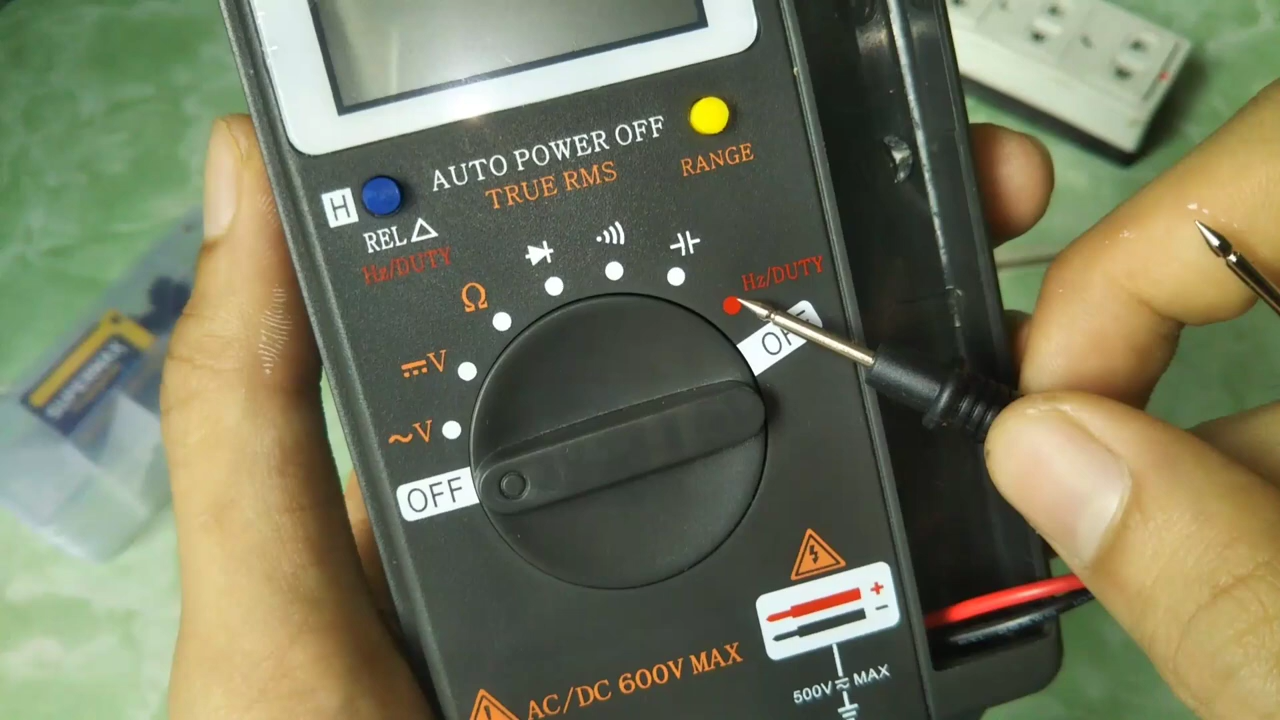 AUTO POWER OFF
TRUE RMS
RANGE
H
REL △
Hz/DUTY
Hz/DUTY
Ω
V
~V
OFF
OFF
+
−
AC/DC 600V MAX
500V MAX